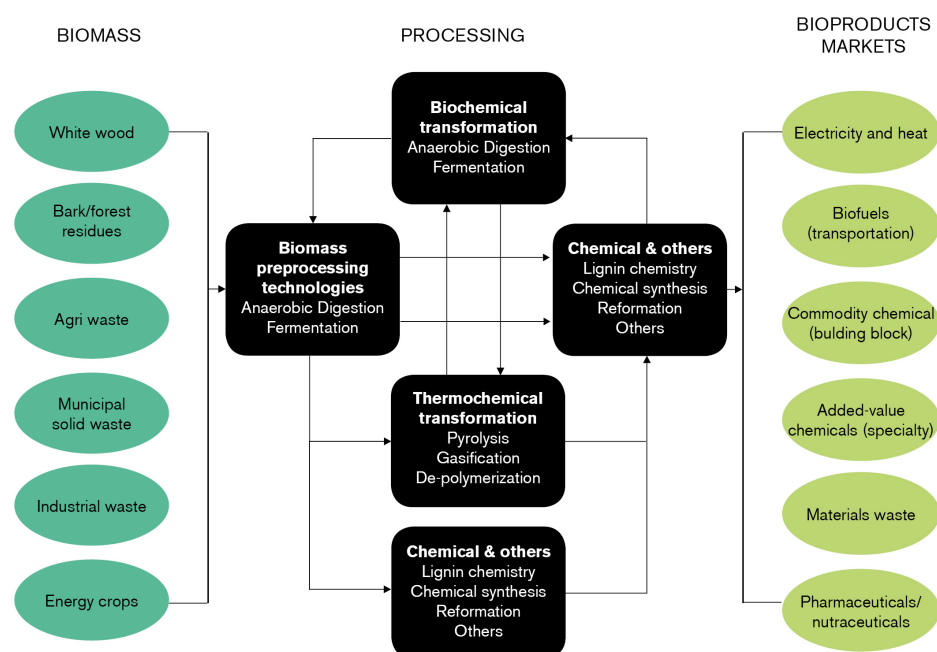 BIOMASS
PROCESSING
BIOPRODUCTS
MARKETS
White wood
Bark/forest
residues
Agri waste
Municipal
solid waste
Industrial waste
Energy crops
Biochemical
transformation
Anaerobic Digestion
Fermentation
Biomass
preprocessing
technologies
Anaerobic Digestion
Fermentation
Chemical & others
Lignin chemistry
Chemical synthesis
Reformation
Others
Thermochemical
transformation
Pyrolysis
Gasification
De-polymerization
Chemical & others
Lignin chemistry
Chemical synthesis
Reformation
Others
Electricity and heat
Biofuels
(transportation)
Commodity chemical
(bulding block)
Added-value
chemicals (specialty)
Materials waste
Pharmaceuticals/
nutraceuticals